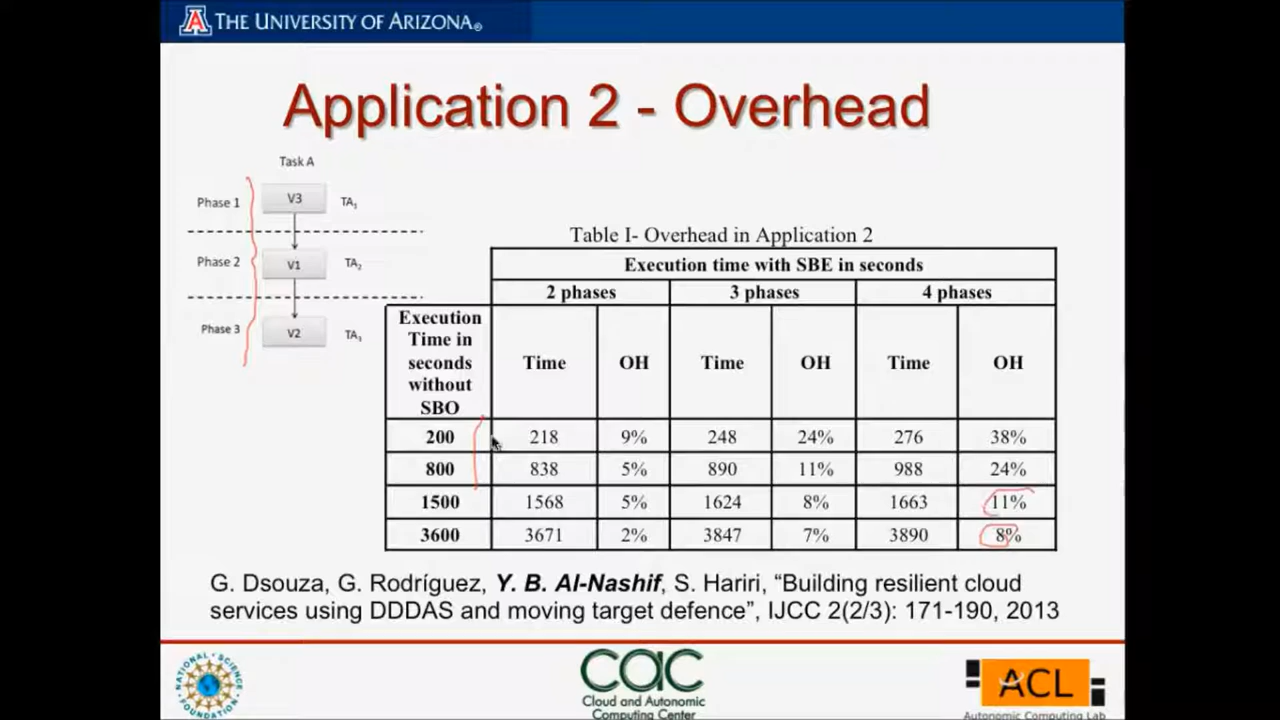 THE UNIVERSITY OF ARIZONA®
Application 2 - Overhead
Task A
Phase 1 V3 TA1
Phase 2 V1 TA2
Phase 3 V2 TA3
Table I- Overhead in Application 2
Execution time with SBE in seconds
2 phases 3 phases 4 phases
Execution
Time in
seconds
without
SBO
Time OH Time OH Time OH
200 218 9% 248 24% 276 38%
800 838 5% 890 11% 988 24%
1500 1568 5% 1624 8% 1663 11%
3600 3671 2% 3847 7% 3890 8%
G. Dsouza, G. Rodríguez, Y. B. Al-Nashif, S. Hariri, “Building resilient cloud
services using DDDAS and moving target defence”, IJCC 2(2/3): 171-190, 2013
NATIONAL SCIENCE
FOUNDATION
cac
Cloud and Autonomic
Computing Center
ACL
Autonomic Computing Lab